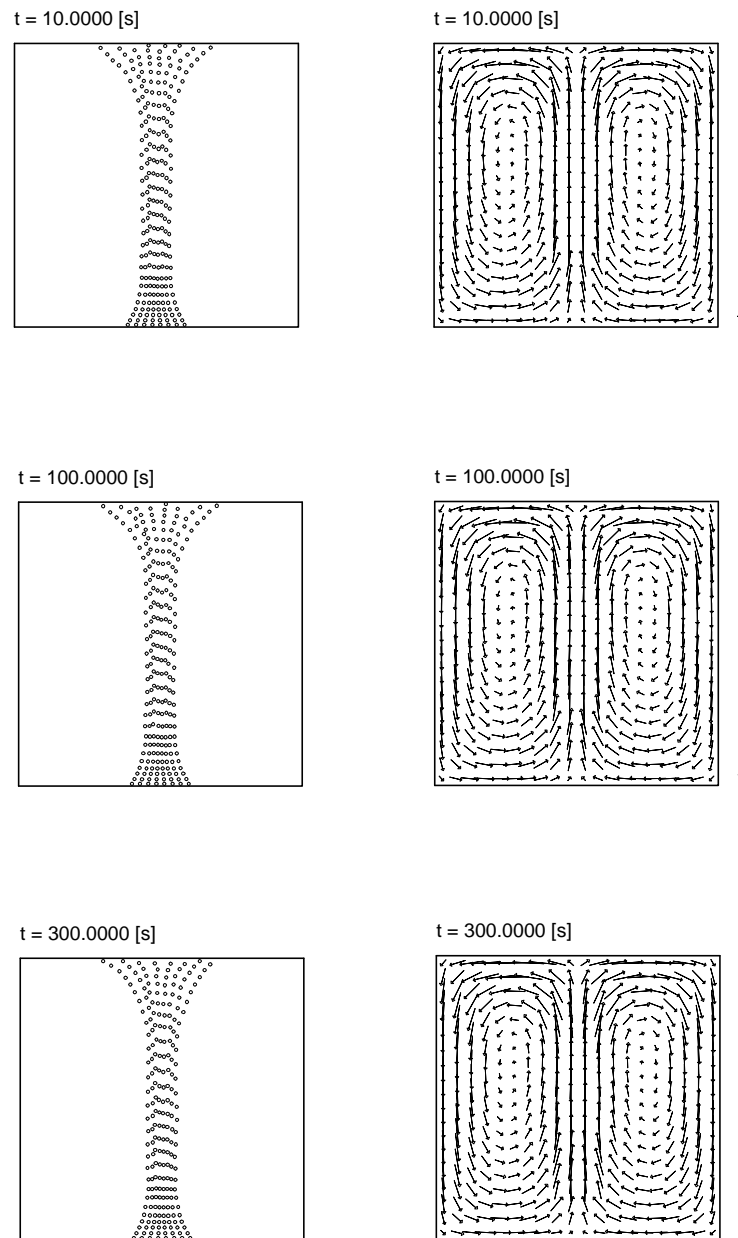 t = 10.0000 [s]
t = 10.0000 [s]
t = 100.0000 [s]
t = 100.0000 [s]
t = 300.0000 [s]
t = 300.0000 [s]